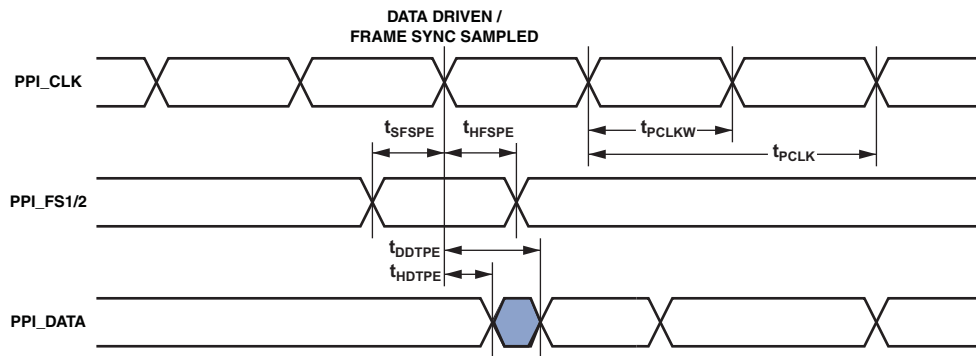 DATA DRIVEN /
FRAME SYNC SAMPLED
PPI_CLK
tSFSPE
tHFSPE
tPCLKW
tPCLK
PPI_FS1/2
tDDTPE
tHDTPE
PPI_DATA